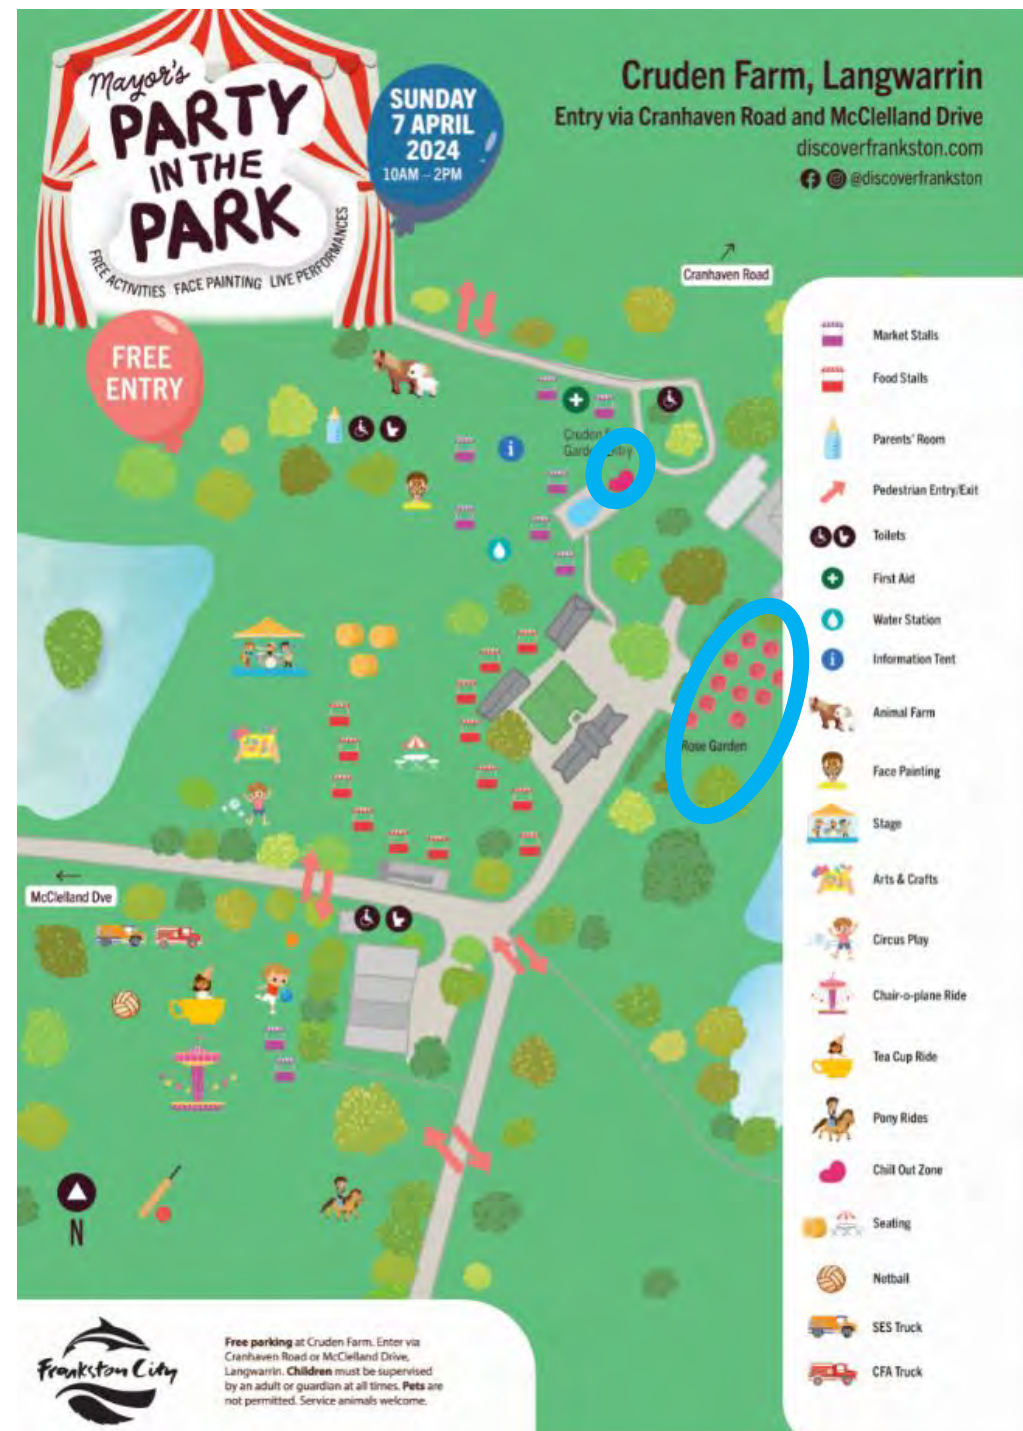 Mayor's
PARTY
IN THE
PARK
FREE ACTIVITIES FACE PAINTING LIVE PERFORMANCES
SUNDAY
7 APRIL
2024
10AM – 2PM
FREE
ENTRY
Cruden Farm, Langwarrin
Entry via Cranhaven Road and McClelland Drive
discoverfrankston.com
@discoverfrankston
Cranhaven Road
Cruden
Garden Entry
Rose Garden
McClelland Dve
N
Market Stalls
Food Stalls
Parents' Room
Pedestrian Entry/Exit
Toilets
First Aid
Water Station
Information Tent
Animal Farm
Face Painting
Stage
Arts & Crafts
Circus Play
Chair-o-plane Ride
Tea Cup Ride
Pony Rides
Chill Out Zone
Seating
Netball
SES Truck
CFA Truck
Frankston City
Free parking at Cruden Farm. Enter via
Cranhaven Road or McClelland Drive,
Langwarrin. Children must be supervised
by an adult or guardian at all times. Pets are
not permitted. Service animals welcome.